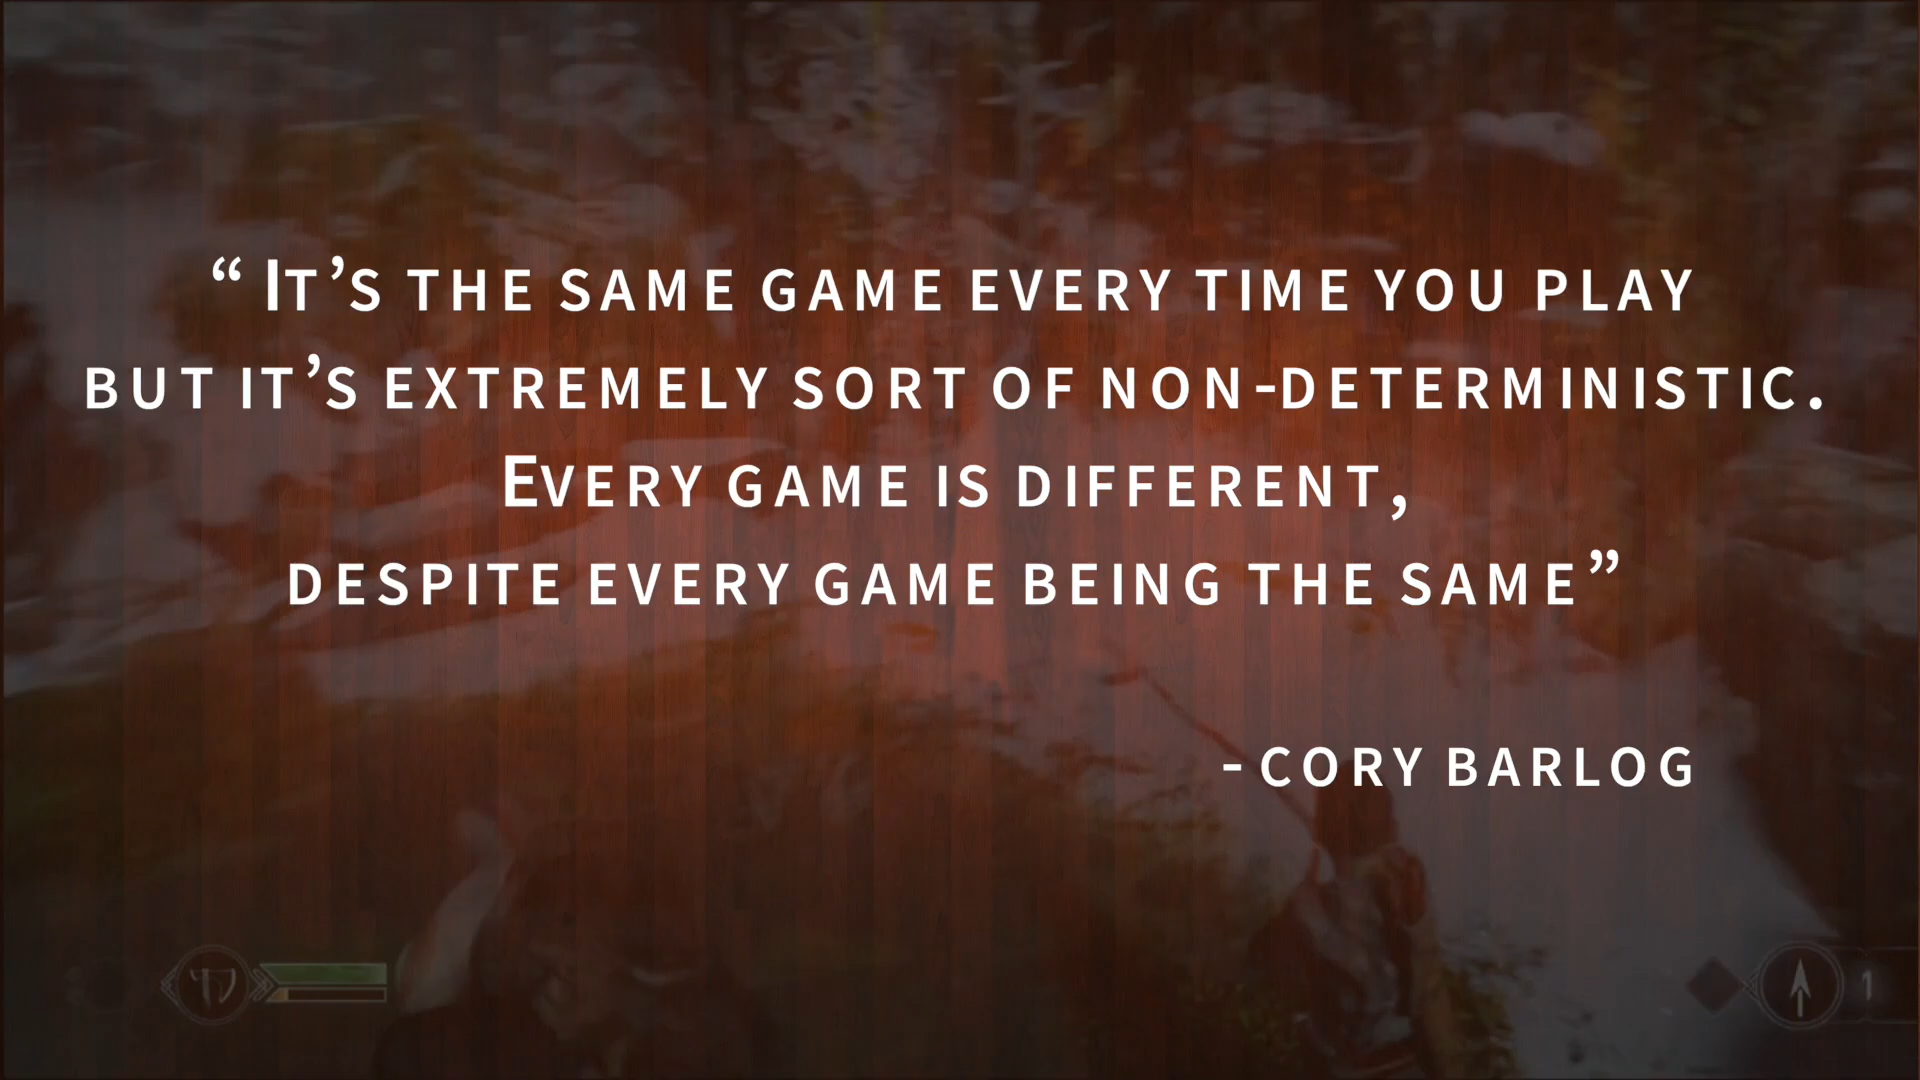 “ It’s the same game every time you play
but it’s extremely sort of non-deterministic.
Every game is different,
despite every game being the same”
- Cory Barlog
1